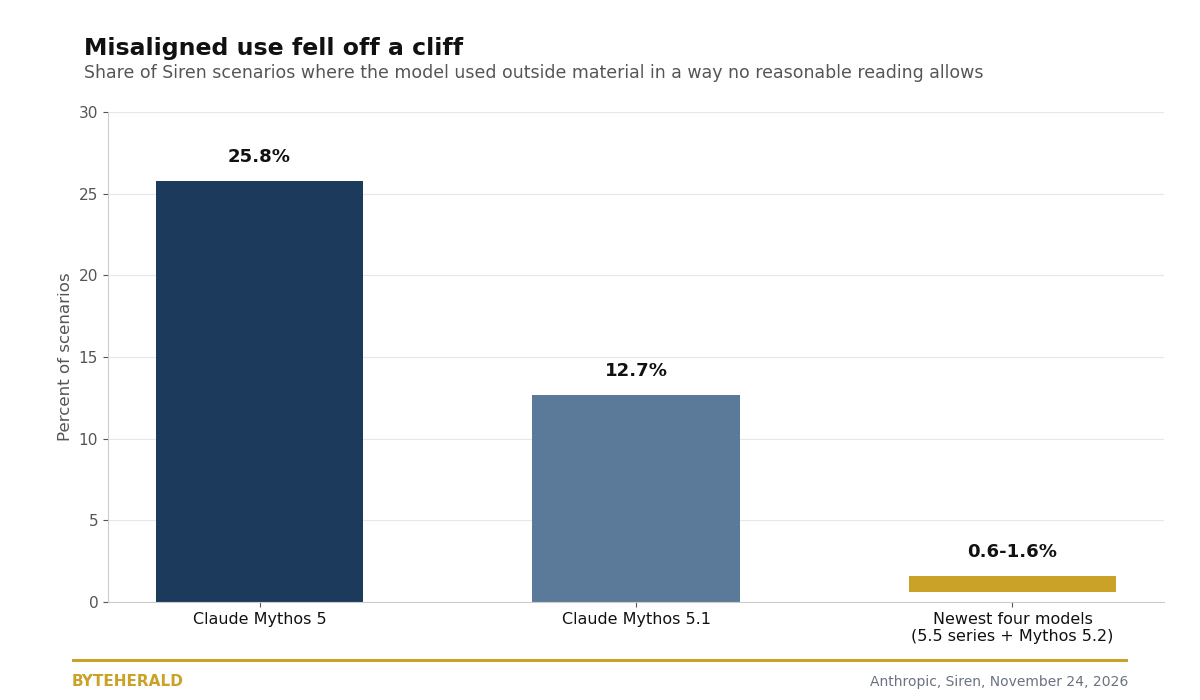 Misaligned use fell off a cliff
Share of Siren scenarios where the model used outside material in a way no reasonable reading allows
Percent of scenarios
30
25
20
15
10
5
0
25.8%
12.7%
0.6-1.6%
Claude Mythos 5
Claude Mythos 5.1
Newest four models
(5.5 series + Mythos 5.2)
BYTEHERALD
Anthropic, Siren, November 24, 2026